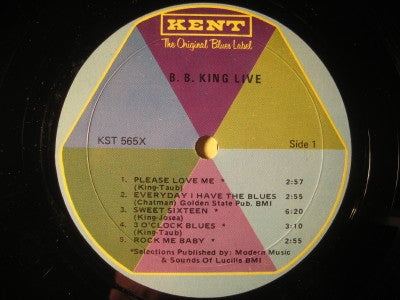 KENT
The Original Blues Label
B. B. KING LIVE
KST 565X
Side 1
1. PLEASE LOVE ME * 2:57
(King-Taub)
2. EVERYDAY I HAVE THE BLUES 2:55
(Chatman) Golden State Pub. BMI
3. SWEET SIXTEEN * 6:20
(King-Josea)
4. 3 O'CLOCK BLUES * 4:30
(King-Taub)
5. ROCK ME BABY * 2:55
*Selections Published by: Modern Music
& Sounds Of Lucille BMI